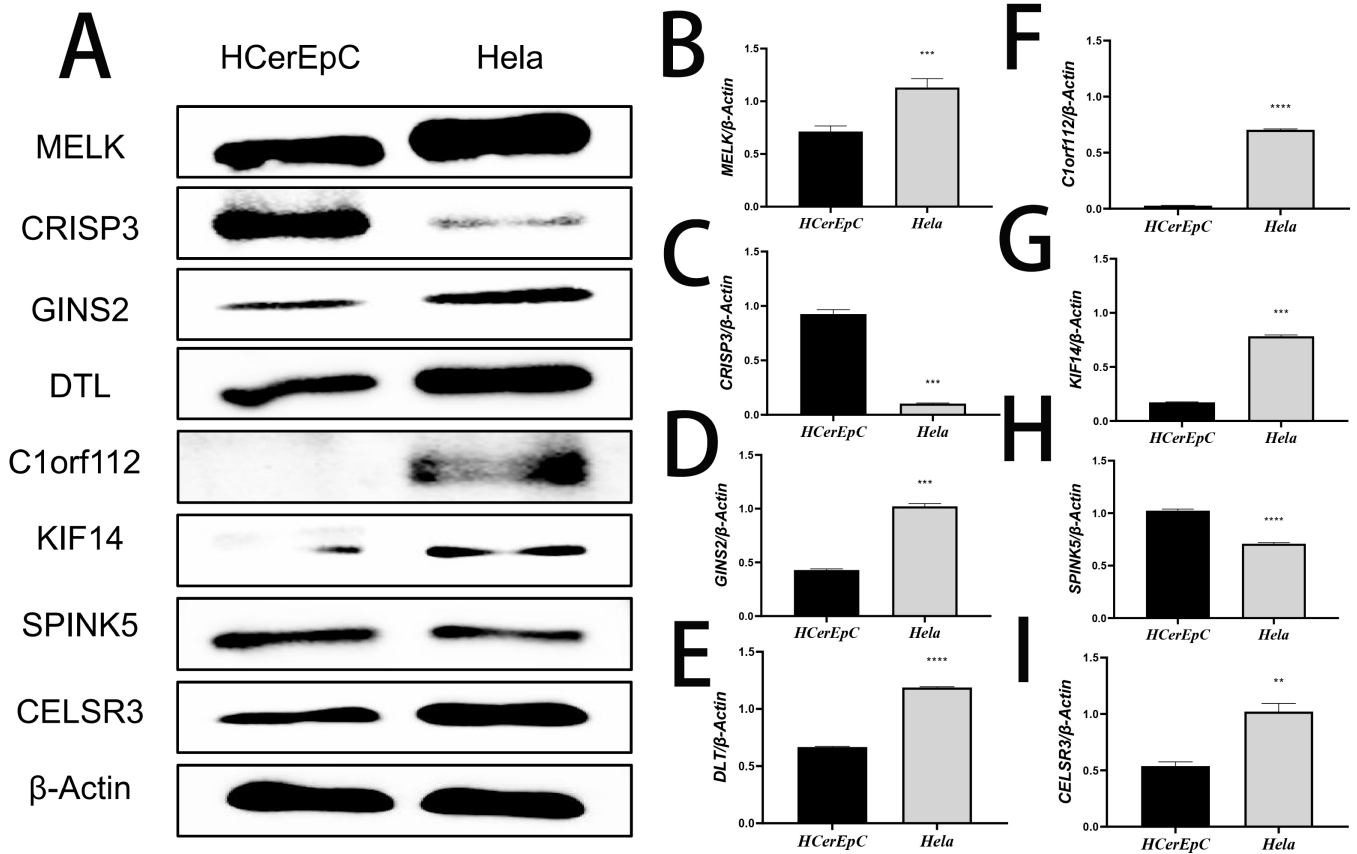 A
HCerEpC Hela
MELK
CRISP3
GINS2
DTL
C1orf112
KIF14
SPINK5
CELSR3
β-Actin
B
MELK/β-Actin
1.5
1.0
0.5
0.0
***
HCerEpC Hela
C
CRISP3/β-Actin
1.5
1.0
0.5
0.0
***
HCerEpC Hela
D
GINS2/β-Actin
1.5
1.0
0.5
0.0
***
HCerEpC Hela
E
DLT/β-Actin
1.5
1.0
0.5
0.0
****
HCerEpC Hela
F
C1orf112/β-Actin
1.5
1.0
0.5
0.0
****
HCerEpC Hela
G
KIF14/β-Actin
1.5
1.0
0.5
0.0
***
HCerEpC Hela
H
SPINK5/β-Actin
1.5
1.0
0.5
0.0
****
HCerEpC Hela
I
CELSR3/β-Actin
1.5
1.0
0.5
0.0
**
HCerEpC Hela